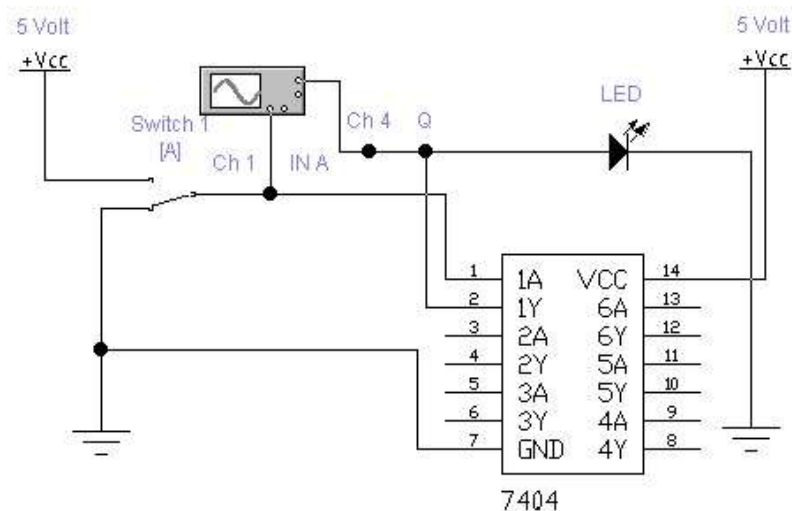 5 Volt
+Vcc
5 Volt
+Vcc
LED
Switch 1
[A]
Ch 4
Q
Ch 1
IN A
1
1A
VCC
14
2
1Y
6A
13
3
2A
6Y
12
4
2Y
5A
11
5
3A
5Y
10
6
3Y
4A
9
7
GND
4Y
8
7404